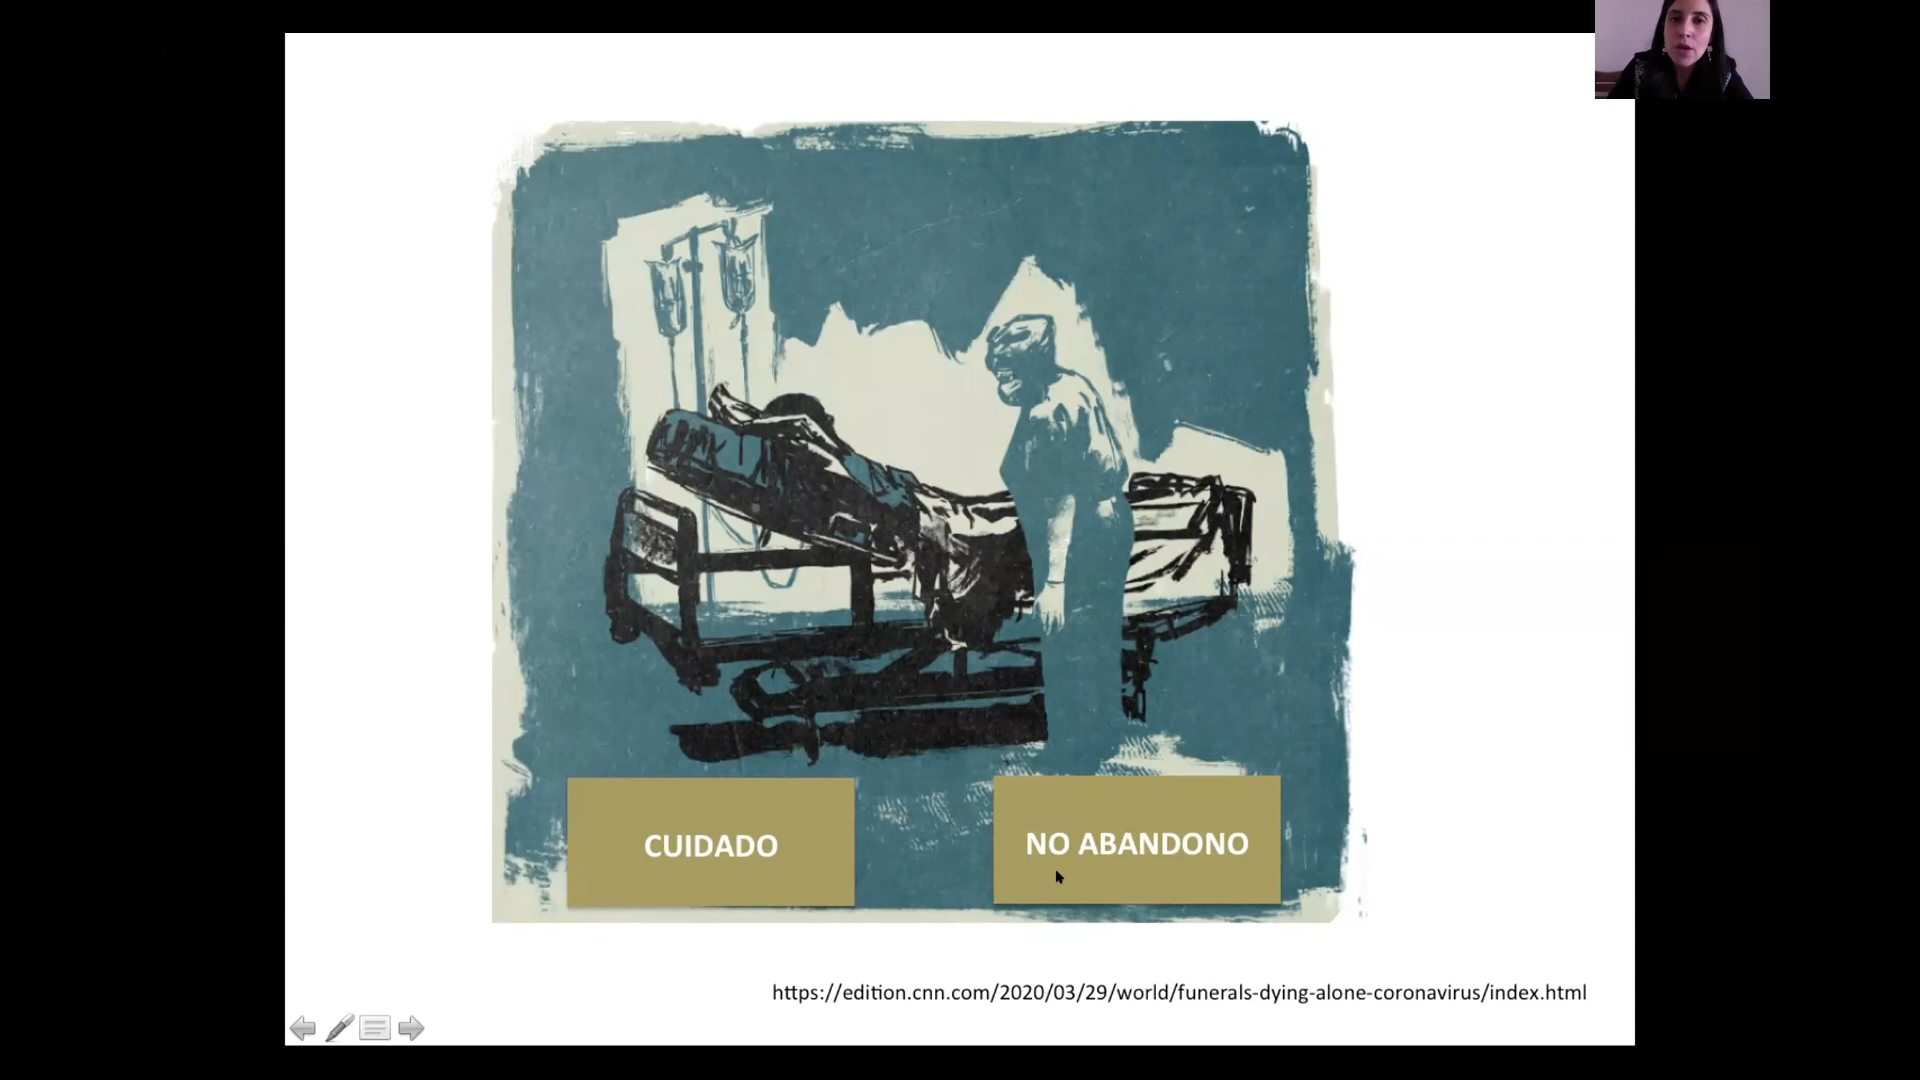 CUIDADO
NO ABANDONO
https://edition.cnn.com/2020/03/29/world/funerals-dying-alone-coronavirus/index.html